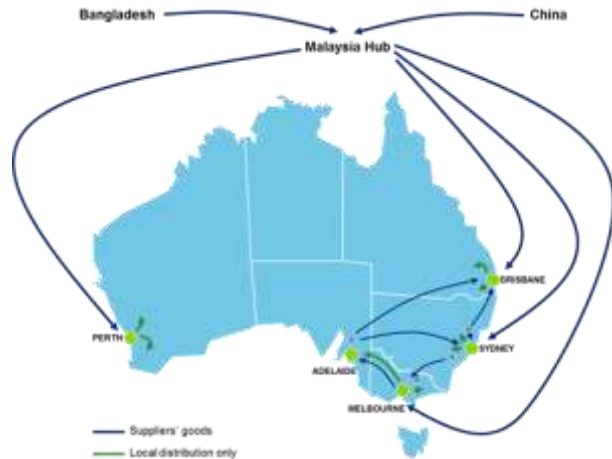 Bangladesh
China
Malaysia Hub
BRISBANE
PERTH
SYDNEY
ADELAIDE
MELBOURNE
Suppliers' goods
Local distribution only